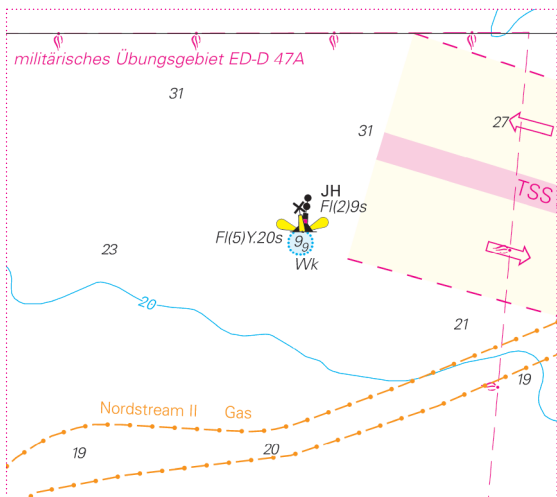 militärisches Übungsgebiet ED-D 47A
31
27
31
TSS
JH
Fl(2)9s
Fl(5)Y.20s
9₉
Wk
23
20
21
19
Nordstream II Gas
19
20